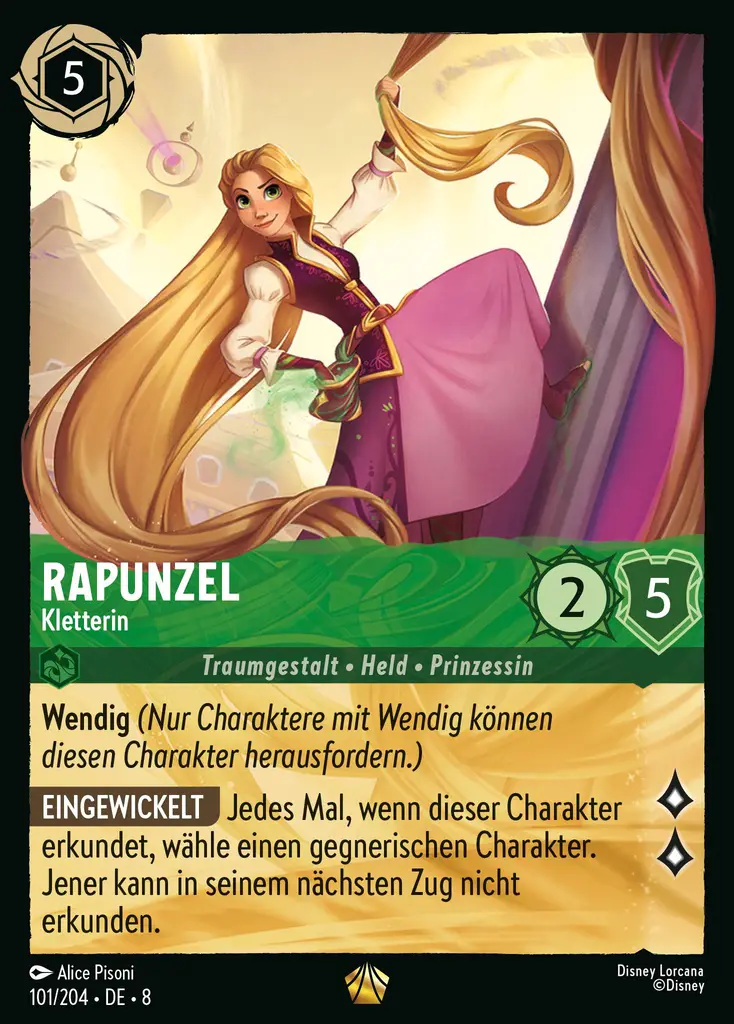 5
RAPUNZEL
Kletterin
2
5
Traumgestalt • Held • Prinzessin
Wendig (Nur Charaktere mit Wendig können
diesen Charakter herausfordern.)
EINGEWICKELT Jedes Mal, wenn dieser Charakter
erkundet, wähle einen gegnerischen Charakter.
Jener kann in seinem nächsten Zug nicht
erkunden.
Alice Pisoni
101/204 • DE • 8
Disney Lorcana
©Disney